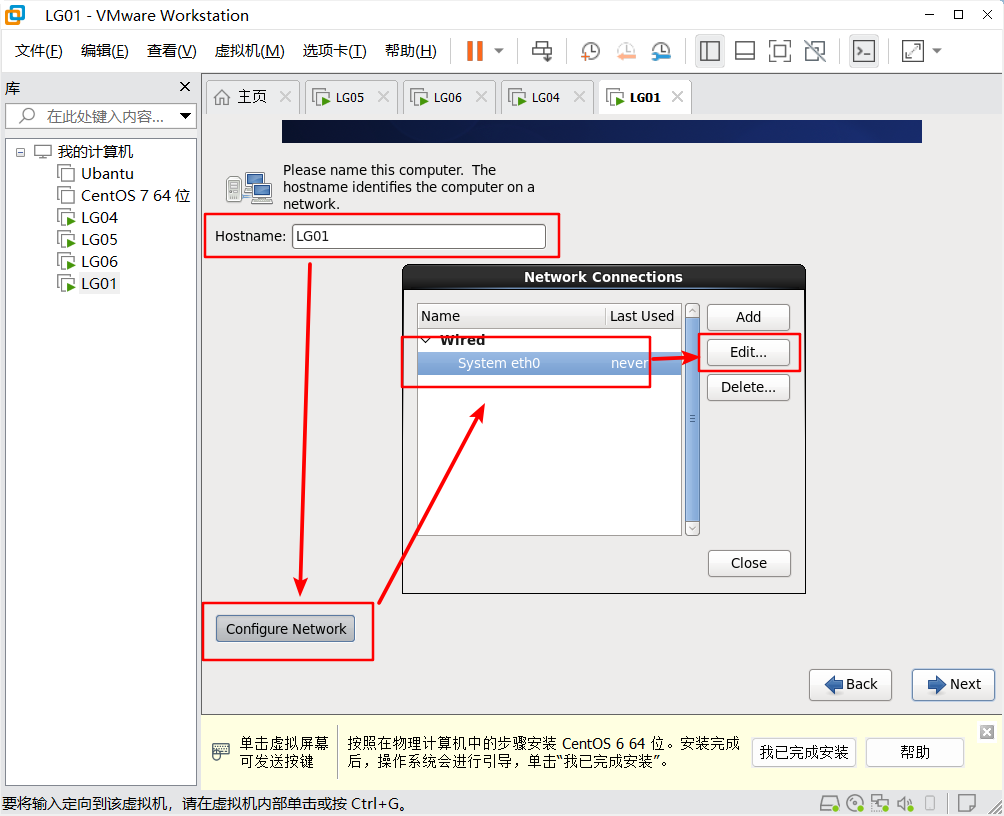 LG01 - VMware Workstation
文件(F) 编辑(E) 查看(V) 虚拟机(M) 选项卡(T) 帮助(H)
库
在此处键入内容...
我的计算机
Ubantu
CentOS 7 64 位
LG04
LG05
LG06
LG01
主页 LG05 LG06 LG04 LG01
Please name this computer. The
hostname identifies the computer on a
network.
Hostname: LG01
Network Connections
Name Last Used
Wired
System eth0 never
Add
Edit...
Delete...
Close
Configure Network
Back Next
单击虚拟屏幕
可发送按键
按照在物理计算机中的步骤安装 CentOS 6 64 位。安装完成
后，操作系统会进行引导，单击“我已完成安装”。
我已完成安装 帮助
要将输入定向到该虚拟机，请在虚拟机内部单击或按 Ctrl+G。